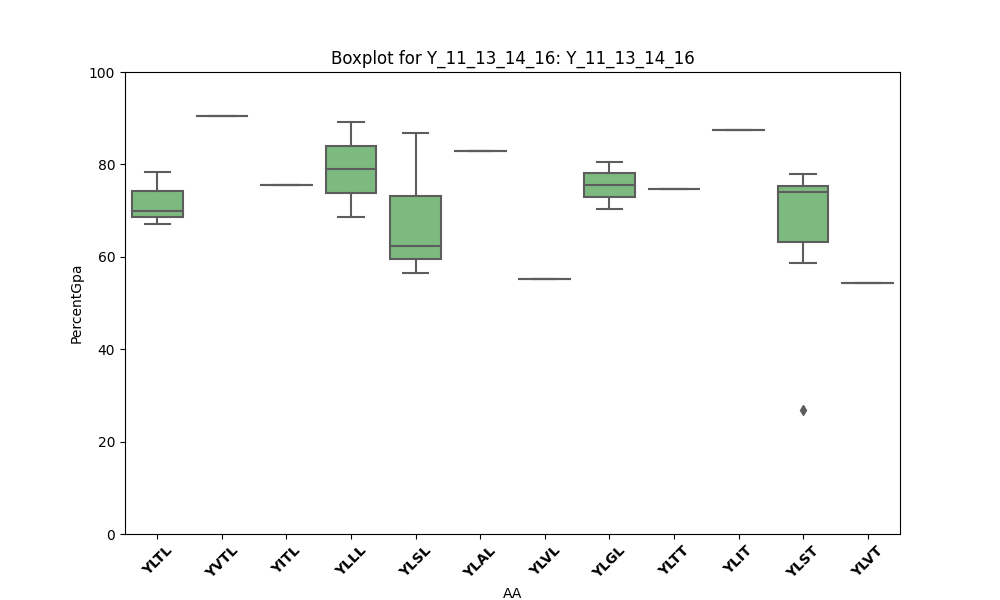 Boxplot for Y_11_13_14_16: Y_11_13_14_16
PercentGpa
100
80
60
40
20
0
YLTL
YVTL
YITL
YLLL
YLSL
YLAL
YLVL
YLGL
YLTT
YLIT
YLST
YLVT
AA